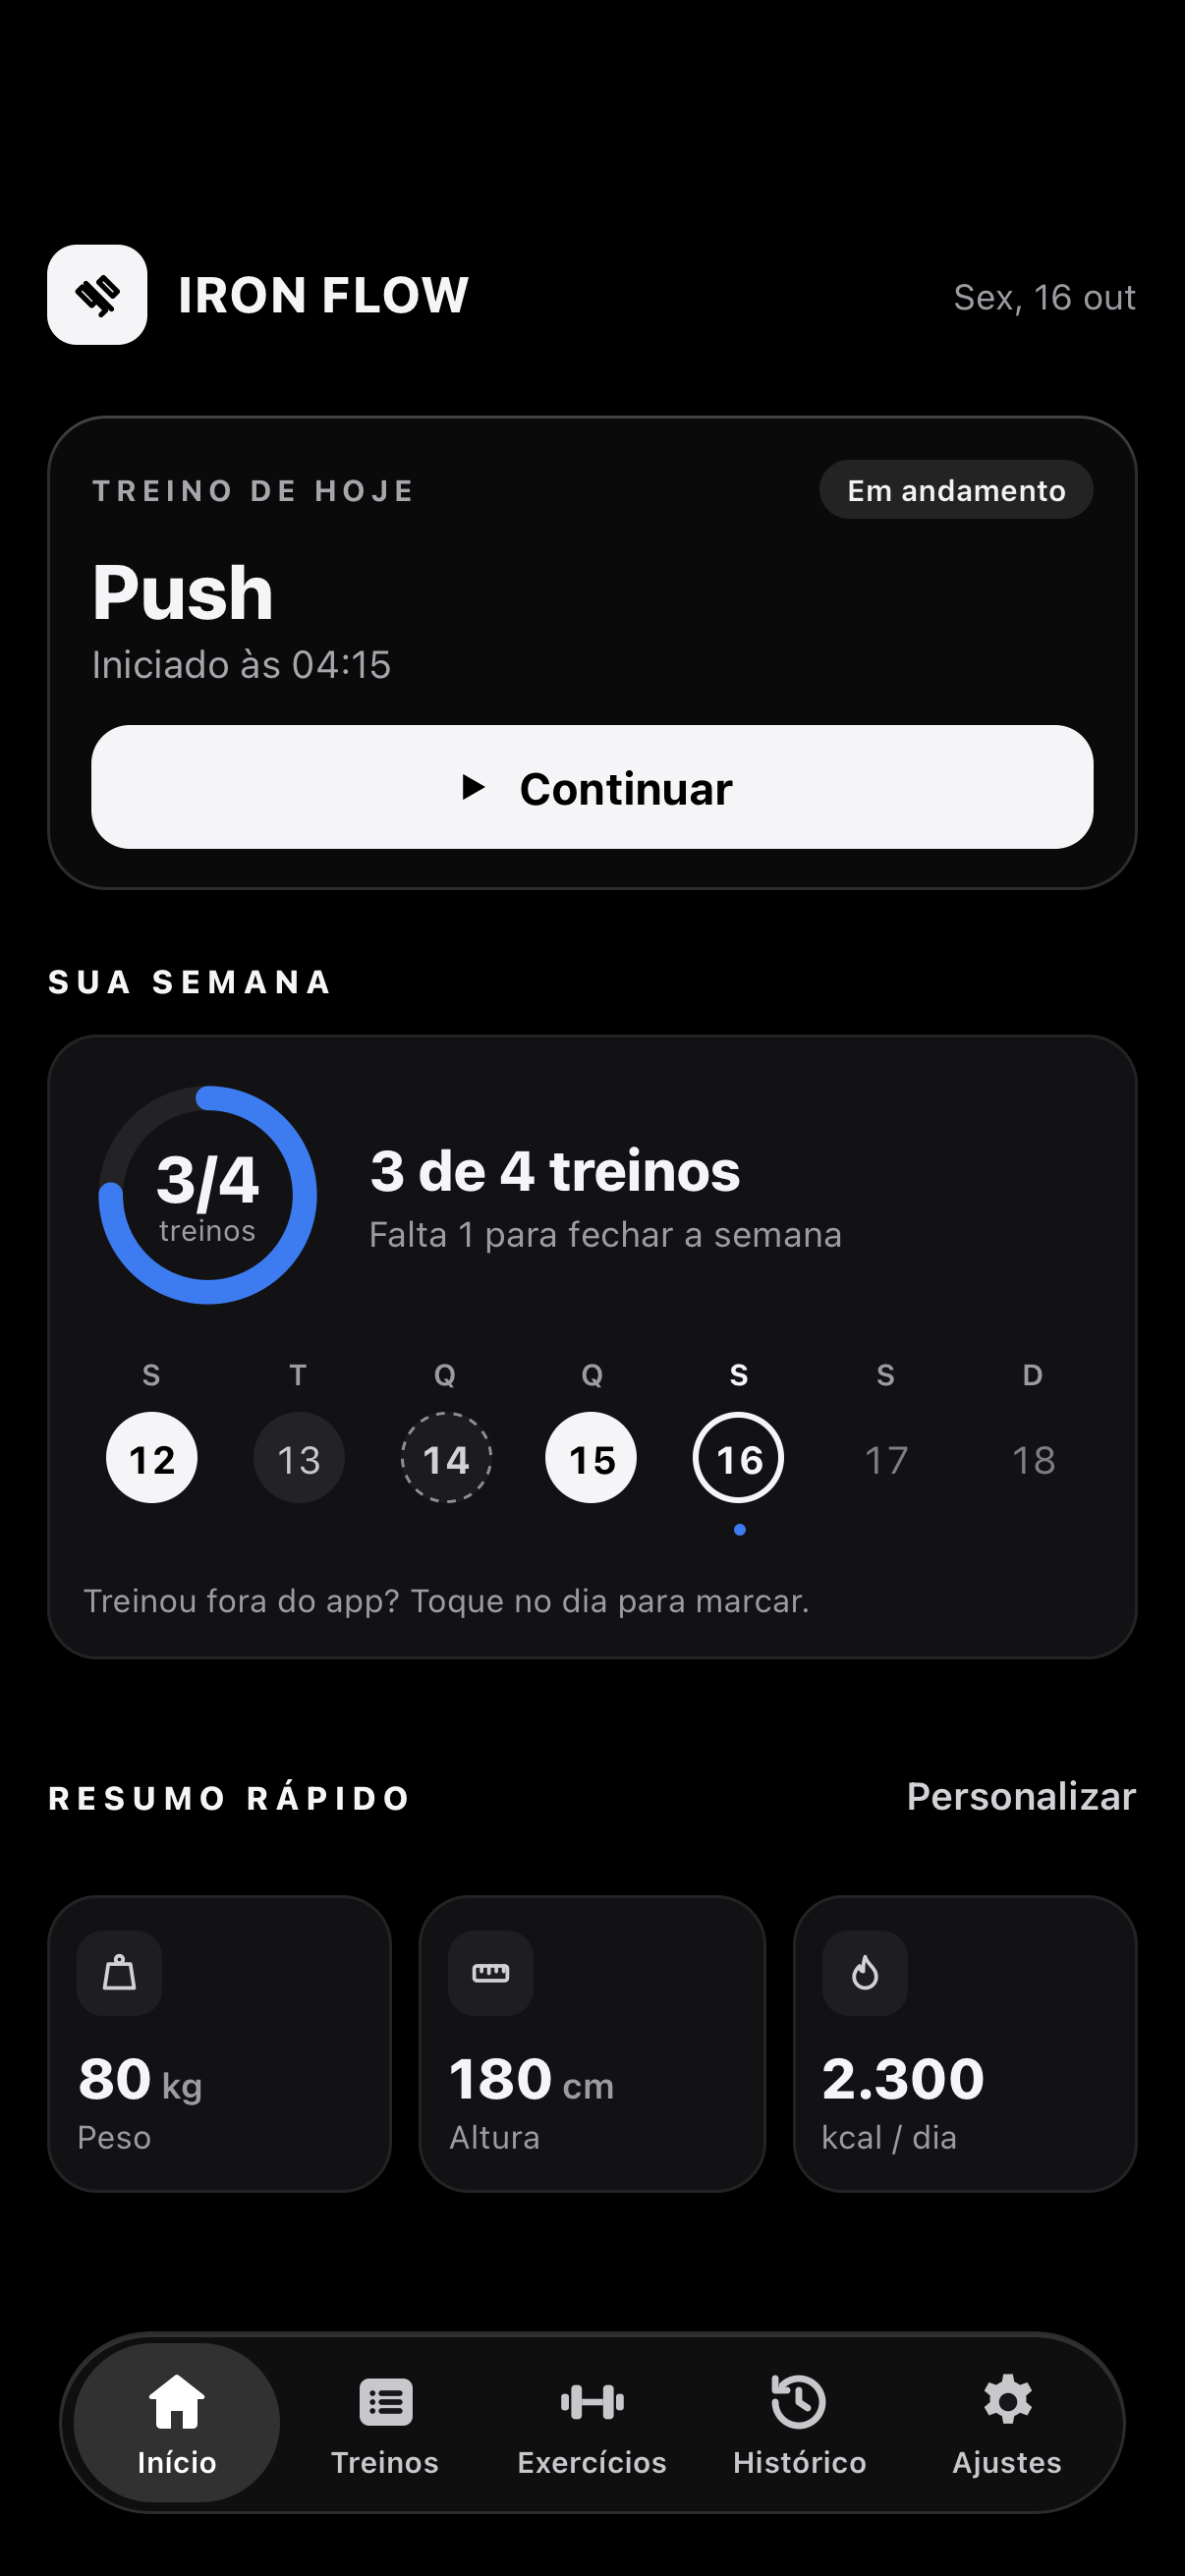 IRON FLOW
Sex, 16 out
TREINO DE HOJE
Em andamento
Push
Iniciado às 04:15
Continuar
SUA SEMANA
3/4
treinos
3 de 4 treinos
Falta 1 para fechar a semana
S T Q Q S S D
12 13 14 15 16 17 18
Treinou fora do app? Toque no dia para marcar.
RESUMO RÁPIDO
Personalizar
80 kg
Peso
180 cm
Altura
2.300
kcal / dia
Início
Treinos
Exercícios
Histórico
Ajustes